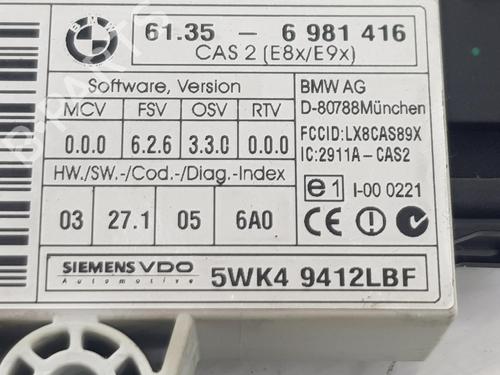 BMW
61.35 - 6 981 416
CAS 2 (E8x/E9x)
Software, Version
MCV FSV OSV RTV
0.0.0 6.2.6 3.3.0 0.0.0
HW./SW.-/Cod.-/Diag.-Index
03 27.1 05 6A0
BMW AG
D-80788München
FCCID:LX8CAS89X
IC:2911A-CAS2
e1 I-00 0221
CE
SIEMENS VDO
Automotive
5WK4 9412LBF